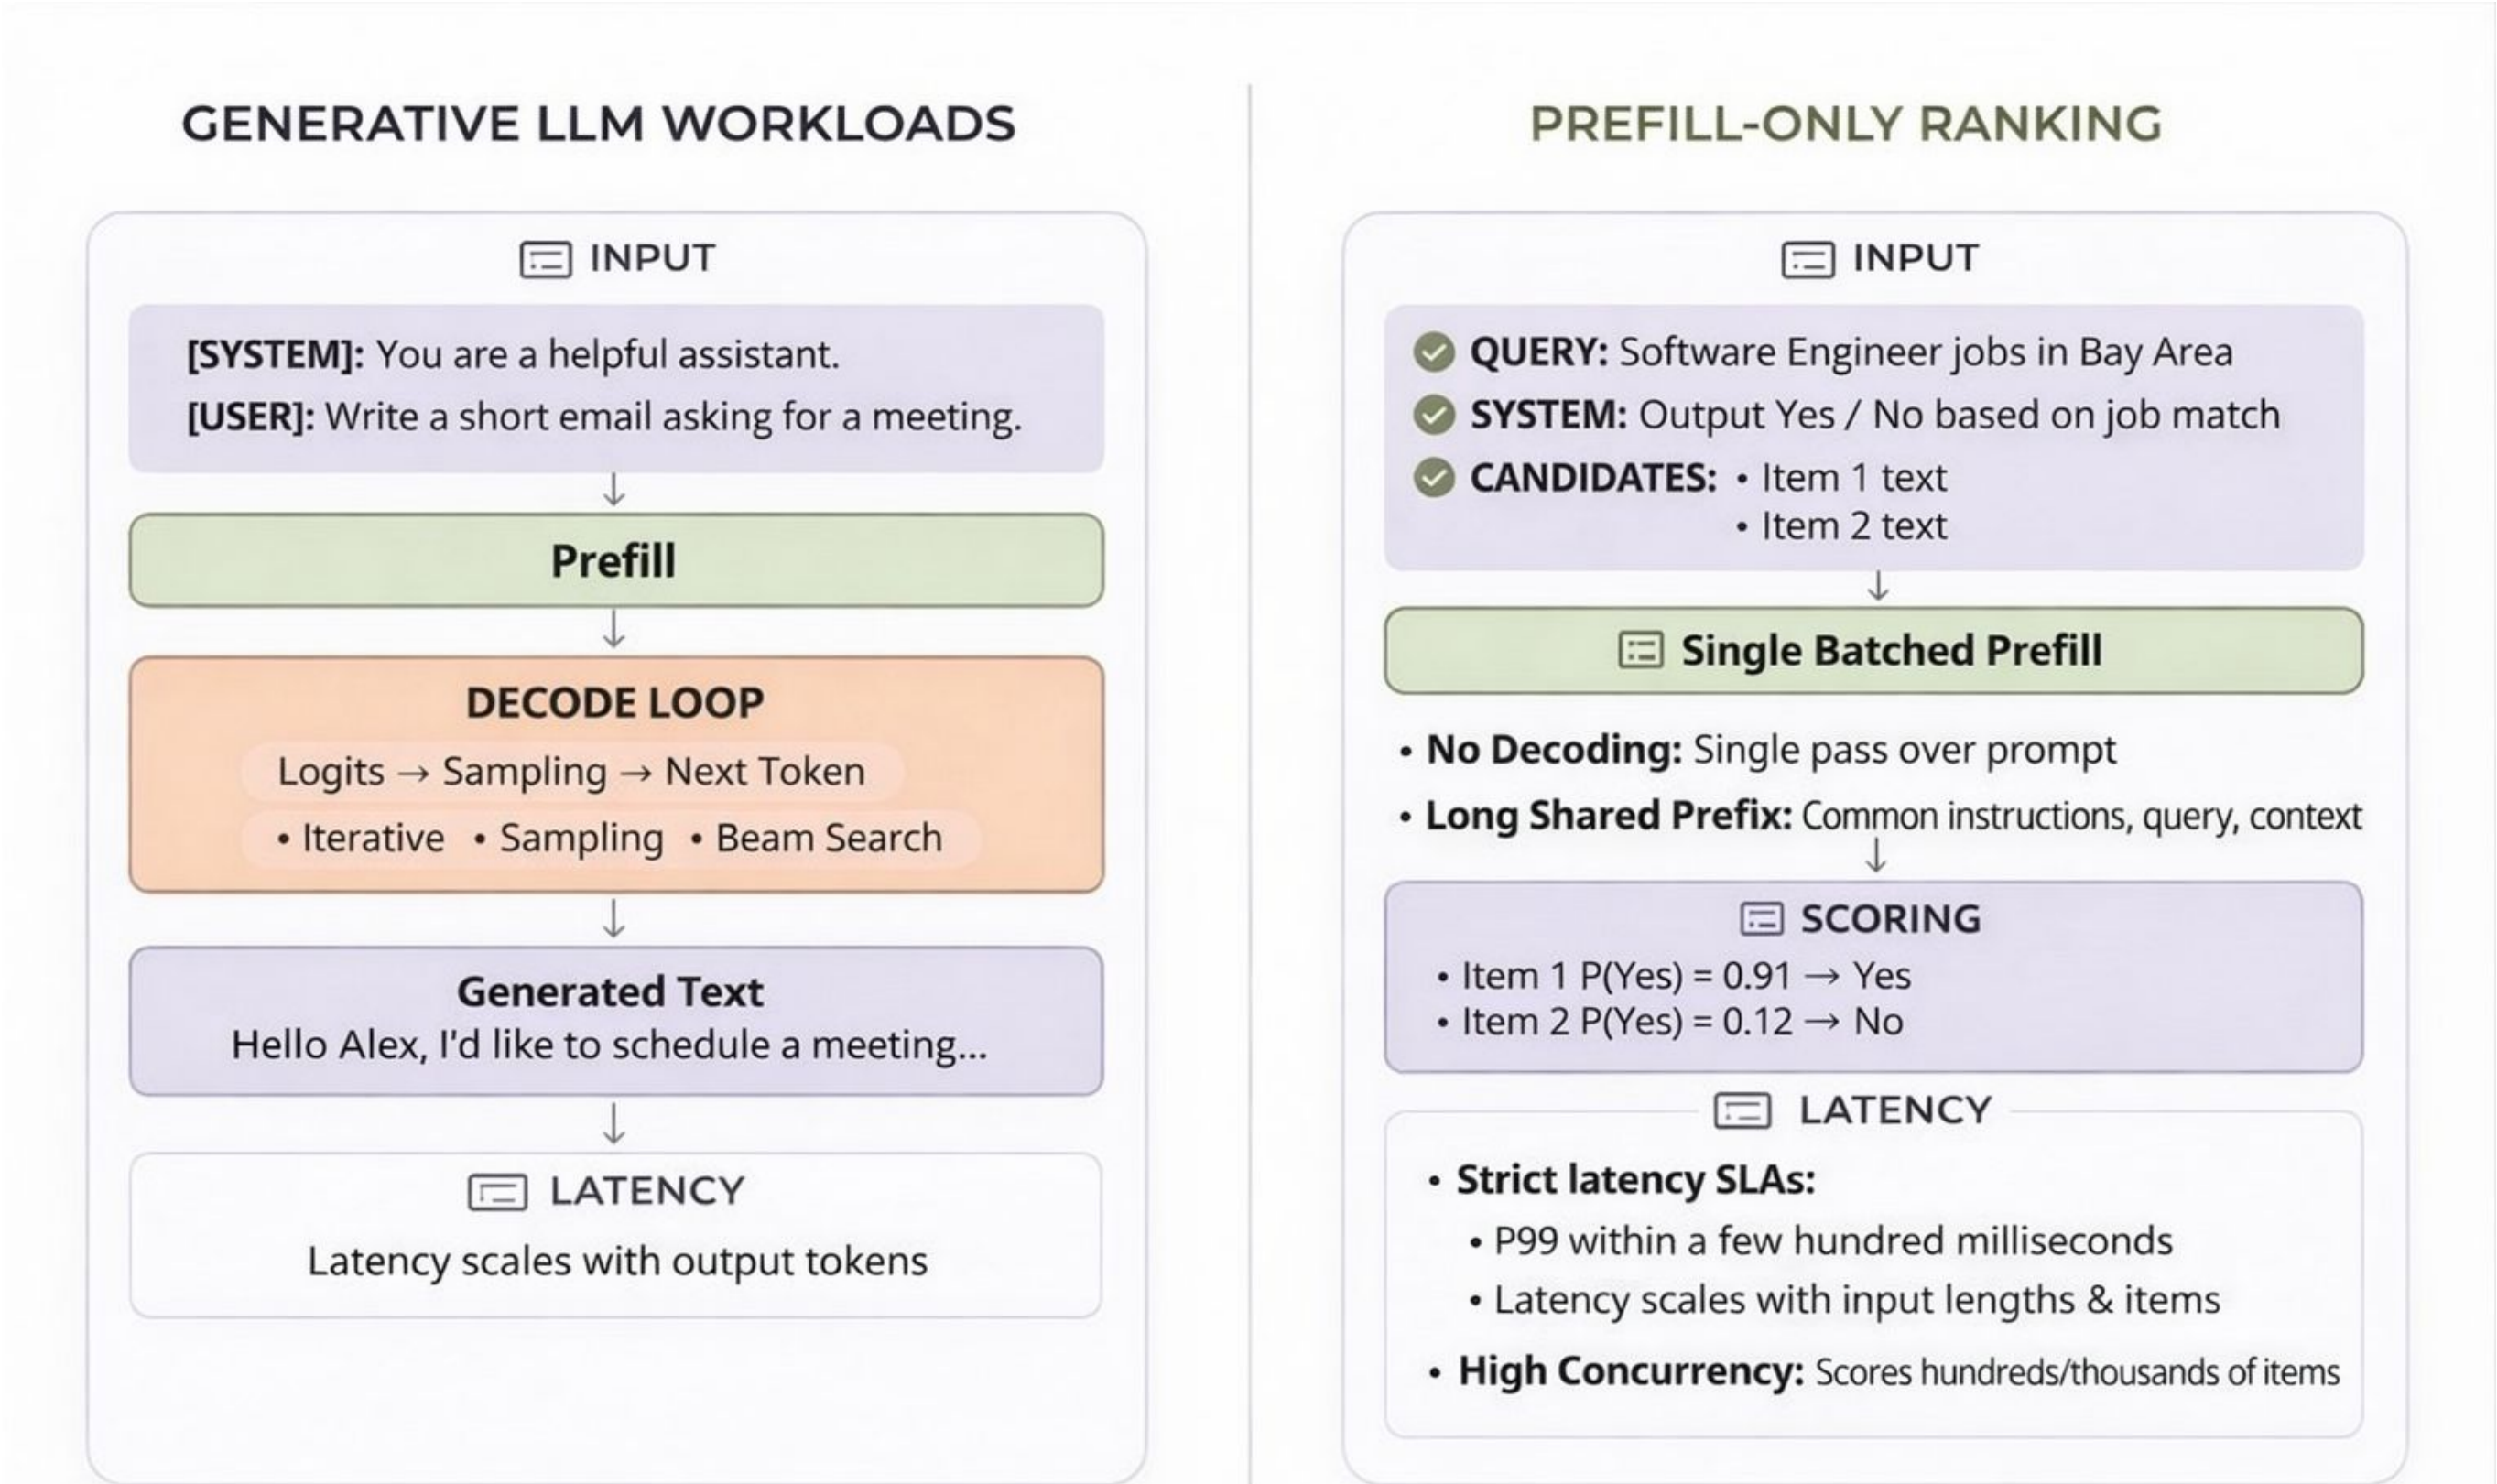 GENERATIVE LLM WORKLOADS
INPUT
[SYSTEM]: You are a helpful assistant.
[USER]: Write a short email asking for a meeting.
Prefill
DECODE LOOP
Logits → Sampling → Next Token
• Iterative • Sampling • Beam Search
Generated Text
Hello Alex, I'd like to schedule a meeting...
LATENCY
Latency scales with output tokens
PREFILL-ONLY RANKING
INPUT
QUERY: Software Engineer jobs in Bay Area
SYSTEM: Output Yes / No based on job match
CANDIDATES: • Item 1 text
• Item 2 text
Single Batched Prefill
• No Decoding: Single pass over prompt
• Long Shared Prefix: Common instructions, query, context
SCORING
• Item 1 P(Yes) = 0.91 → Yes
• Item 2 P(Yes) = 0.12 → No
LATENCY
• Strict latency SLAs:
• P99 within a few hundred milliseconds
• Latency scales with input lengths & items
• High Concurrency: Scores hundreds/thousands of items